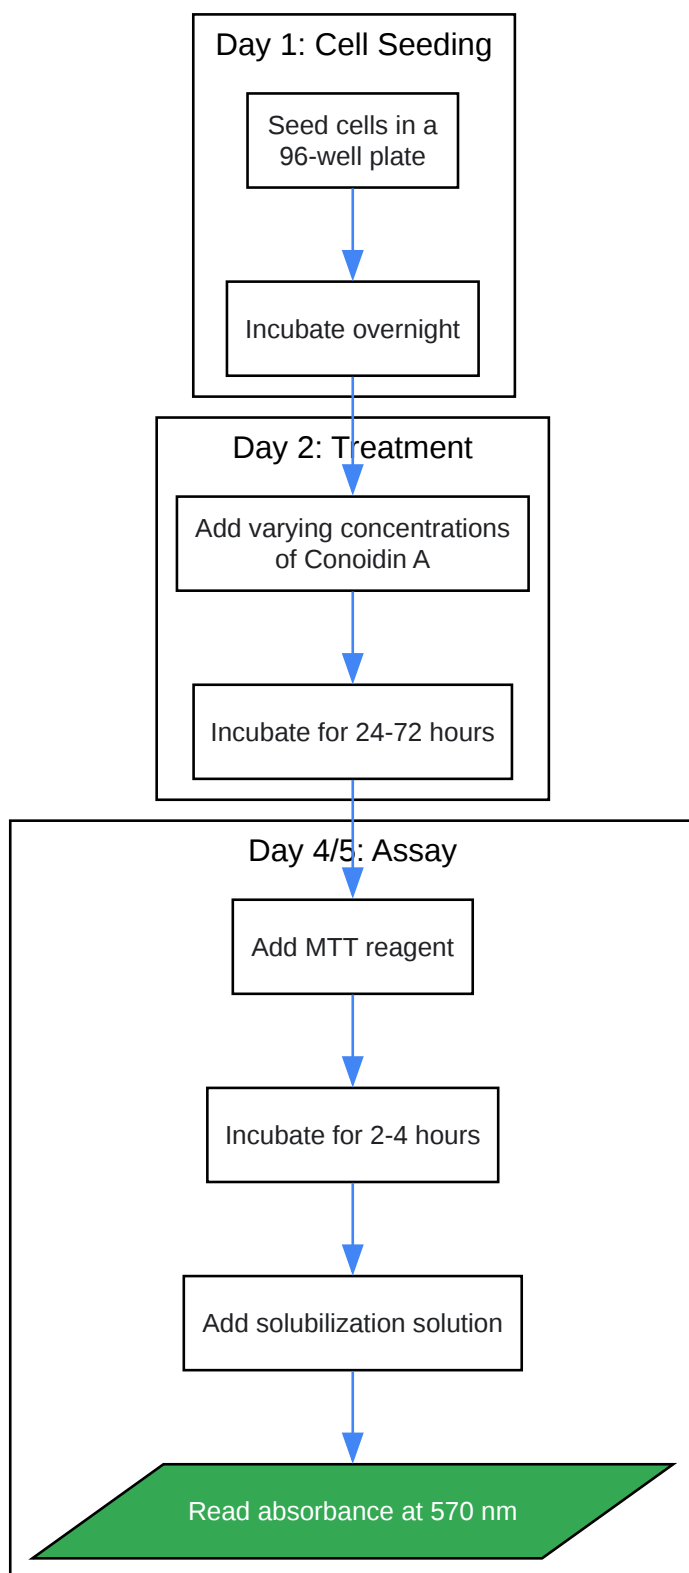 Day 1: Cell Seeding
Seed cells in a
96-well plate
Incubate overnight
Day 2: Treatment
Add varying concentrations
of Conoidin A
Incubate for 24-72 hours
Day 4/5: Assay
Add MTT reagent
Incubate for 2-4 hours
Add solubilization solution
Read absorbance at 570 nm